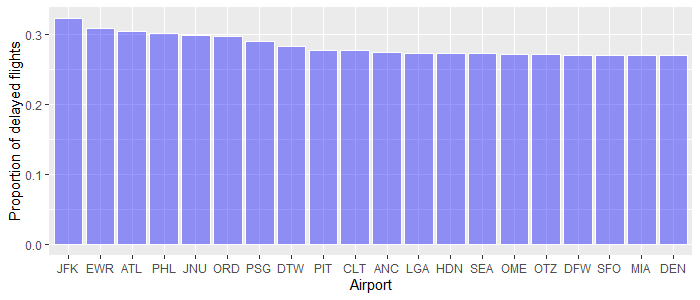 Proportion of delayed flights
0.3
0.2
0.1
0.0
JFK EWR ATL PHL JNU ORD PSG DTW PIT CLT ANC LGA HDN SEA OME OTZ DFW SFO MIA DEN
Airport